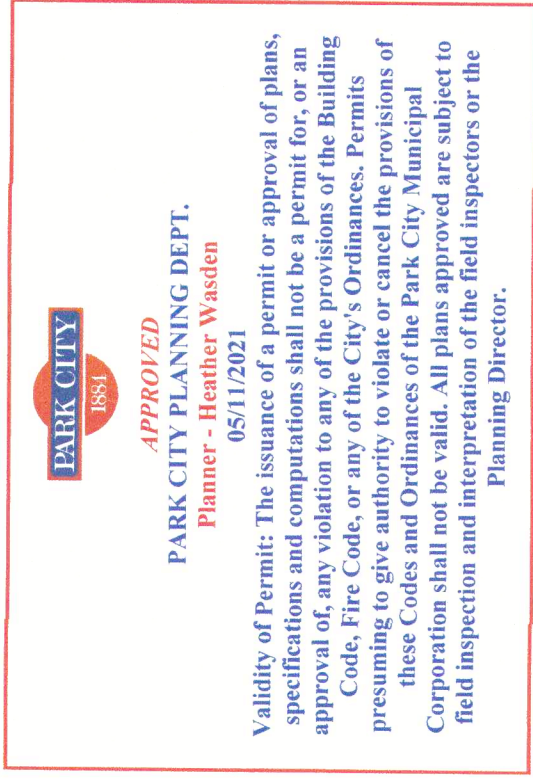 PARK CITY
1884
APPROVED
PARK CITY PLANNING DEPT.
Planner - Heather Wasden
05/11/2021
Validity of Permit: The issuance of a permit or approval of plans,
specifications and computations shall not be a permit for, or an
approval of, any violation to any of the provisions of the Building
Code, Fire Code, or any of the City's Ordinances. Permits
presuming to give authority to violate or cancel the provisions of
these Codes and Ordinances of the Park City Municipal
Corporation shall not be valid. All plans approved are subject to
field inspection and interpretation of the field inspectors or the
Planning Director.